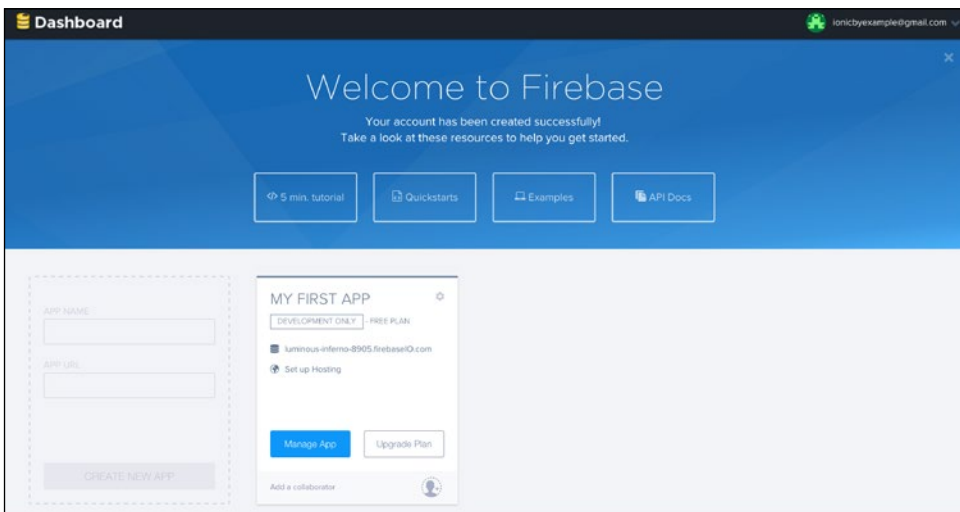 Dashboard
ionicbyexample@gmail.com
Welcome to Firebase
Your account has been created successfully!
Take a look at these resources to help you get started.
</> 5 min. tutorial
Quickstarts
Examples
API Docs
APP NAME
APP URL
CREATE NEW APP
MY FIRST APP
DEVELOPMENT ONLY - FREE PLAN
luminous-inferno-8905.firebaseIO.com
Set up Hosting
Manage App
Upgrade Plan
Add a collaborator